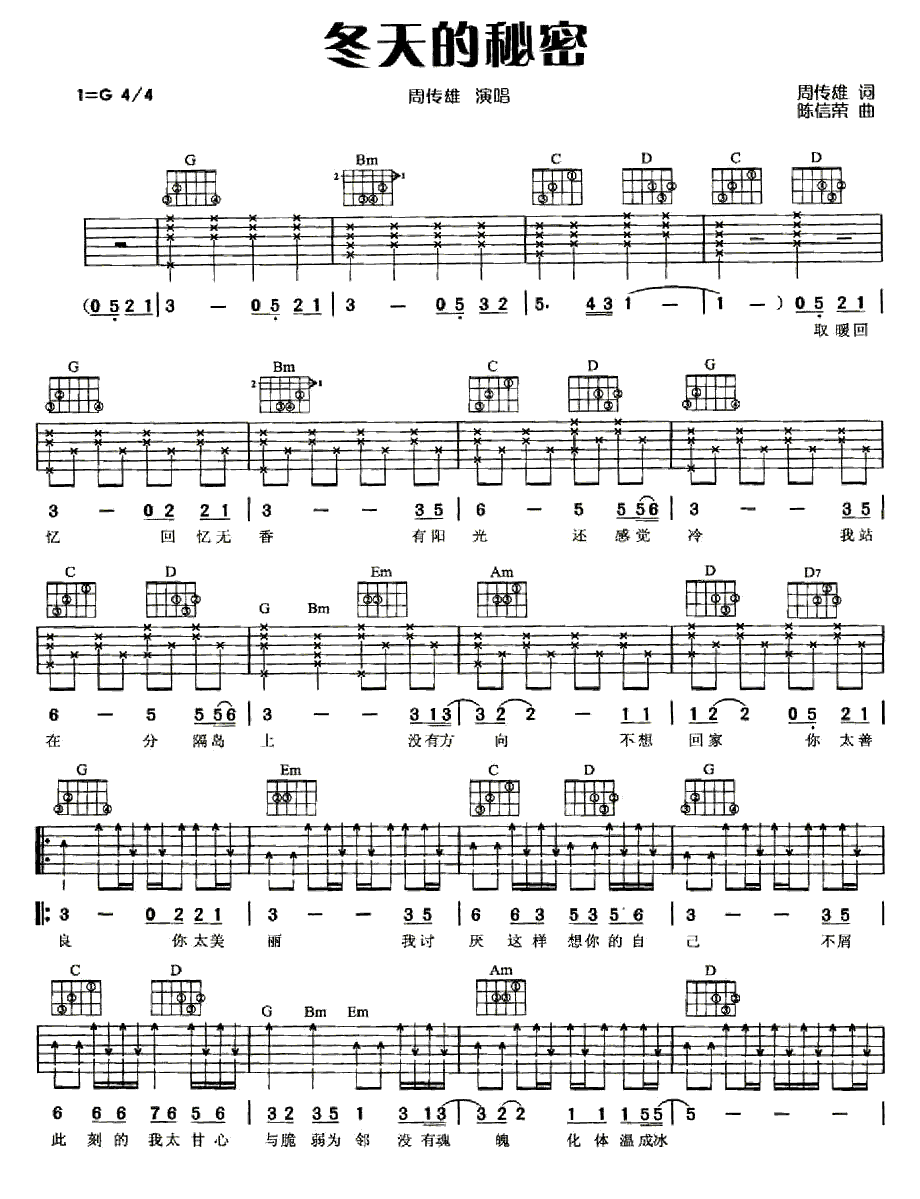 冬天的秘密
1=G 4/4 周传雄 演唱 周传雄 词
陈信荣 曲
G Bm C D C D
2 1
(0 5 2 1 | 3 – 0 5 2 1 | 3 – 0 5 3 2 | 5. 4 3 1 – | 1 – ) 0 5 2 1 |
取暖回
G Bm C D G
2 1
3 – 0 2 2 1 | 3 – – 3 5 | 6 – 5 5 5 6 | 3 – – 3 5 |
忆 回忆无 香 有阳 光 还 感觉 冷 我站
C D G Bm Em Am D D7
6 – 5 5 5 6 | 3 – – 3 1 3 | 3 2 2 – 1 1 | 1 2 2 0 5 2 1 |
在 分 隔岛 上 没有方 向 不想 回家 你 太善
G Em C D G
3 – 0 2 2 1 | 3 – – 3 5 | 6 6 3 5 3 3 5 6 | 3 – – 3 5 |
良 你太美 丽 我讨 厌 这样 想你的自 己 不屑
C D G Bm Em Am D
6 6 6 7 6 5 6 | 3 2 3 5 1 3 1 3 | 3 2 2 1 1 1 5 5 | 5 – – – |
此 刻的 我太 甘心 与脆 弱为 邻 没有魂 魄 化 体 温成冰